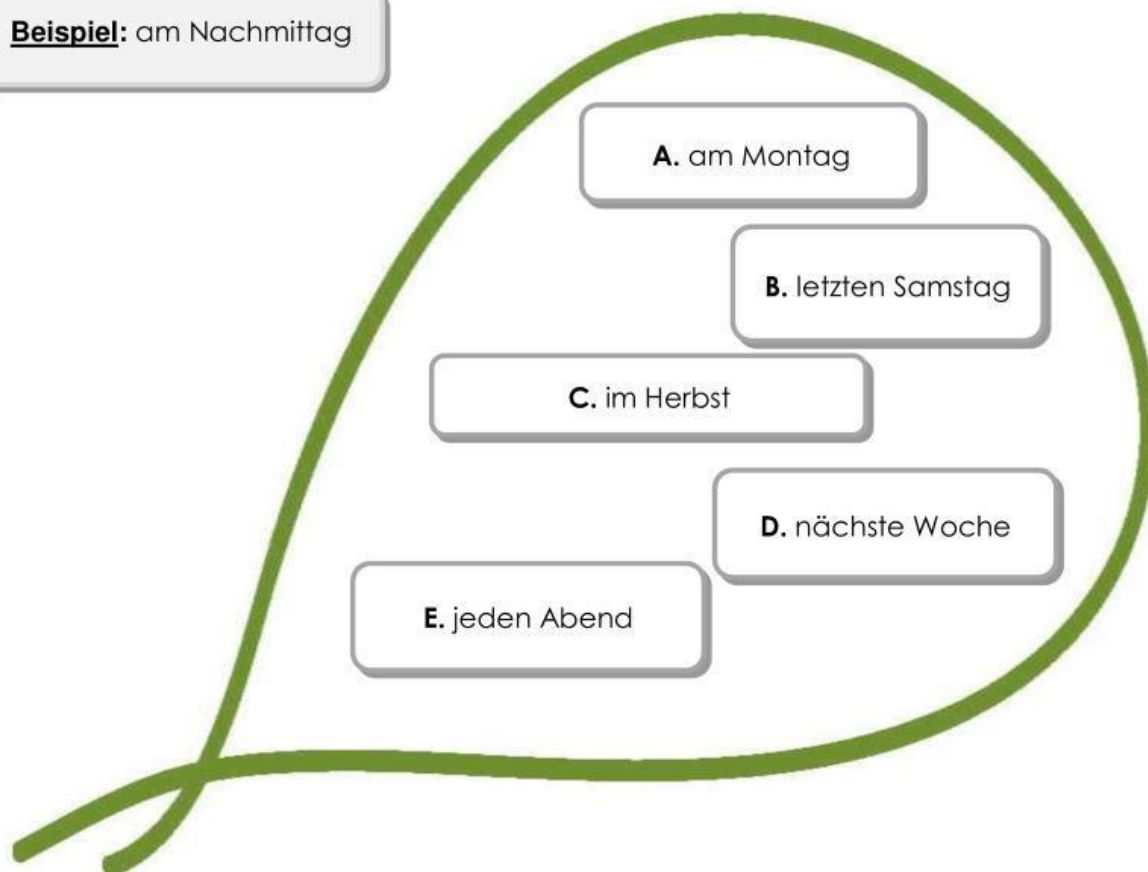 Beispiel: am Nachmittag
A. am Montag
B. letzten Samstag
C. im Herbst
D. nächste Woche
E. jeden Abend